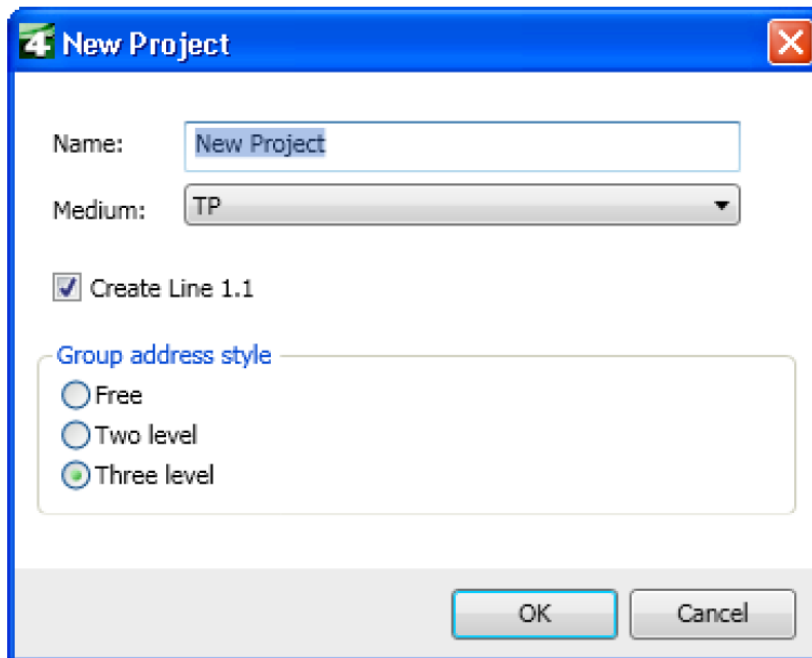 4 New Project
Name: New Project
Medium: TP
Create Line 1.1
Group address style
Free
Two level
Three level
OK Cancel